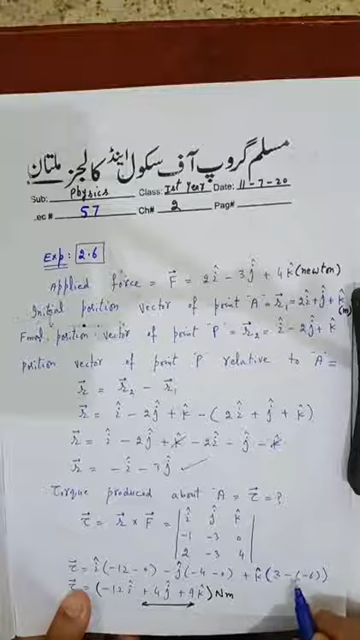 مسلم گروپ آف سکول اینڈ کالجز ملتان
Sub: Physics Class: Ist Year Date: 11-7-20
Lec # 57 Ch# 2 Pag#
Exp: 2.6
Applied force = F⃗ = 2î - 3ĵ + 4k̂ (newton)
Initial position vector of point "A" = r⃗₁ = 2î + ĵ + k̂ (m)
Final position vector of point "P" = r⃗₂ = î - 2ĵ + k̂
position vector of point P relative to "A" =
r⃗ = r⃗₂ - r⃗₁
r⃗ = î - 2ĵ + k̂ - (2î + ĵ + k̂)
r⃗ = î - 2ĵ + k̂ - 2î - ĵ - k̂
r⃗ = -î - 3ĵ
Torque produced about "A" = τ⃗ = ?
τ⃗ = r⃗ × F⃗ = | î ĵ k̂ |
| -1 -3 0 |
| 2 -3 4 |
τ⃗ = î(-12-0) - ĵ(-4-0) + k̂(3-(-6))
τ⃗ = (-12î + 4ĵ + 9k̂) Nm